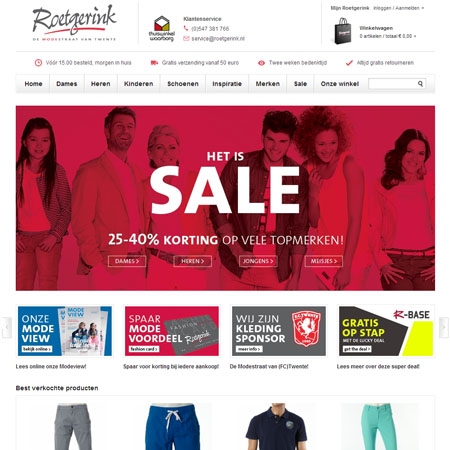 Roetgerink
DE MODESTRAAT VAN TWENTE
thuiswinkel
waarborg
Klantenservice
(0)547 381 766
service@roetgerink.nl
Mijn Roetgerink Inloggen / Aanmelden
Winkelwagen
0 artikelen / totaal € 0,00
Vóór 15.00 besteld, morgen in huis
Gratis verzending vanaf 50 euro
Twee weken bedenktijd
Altijd gratis retourneren
Home Dames Heren Kinderen Schoenen Inspiratie Merken Sale Onze winkel
HET IS
SALE
25-40% KORTING OP VELE TOPMERKEN!
DAMES > HEREN > JONGENS > MEISJES >
ONZE
MODE
VIEW
bekijk online >
SPAAR
MODE
VOORDEEL
fashion card >
FASHION
Roetgerink
WIJ ZIJN
KLEDING
SPONSOR
meer info >
F.C. TWENTE
R-BASE
GRATIS
OP STAP
MET DE LUCKY DEAL
get the deal >
Lees online onze Modeview!
Spaar voor korting bij iedere aankoop!
De Modestraat van (FC)Twente!
Lees meer over deze super deal!
Best verkochte producten